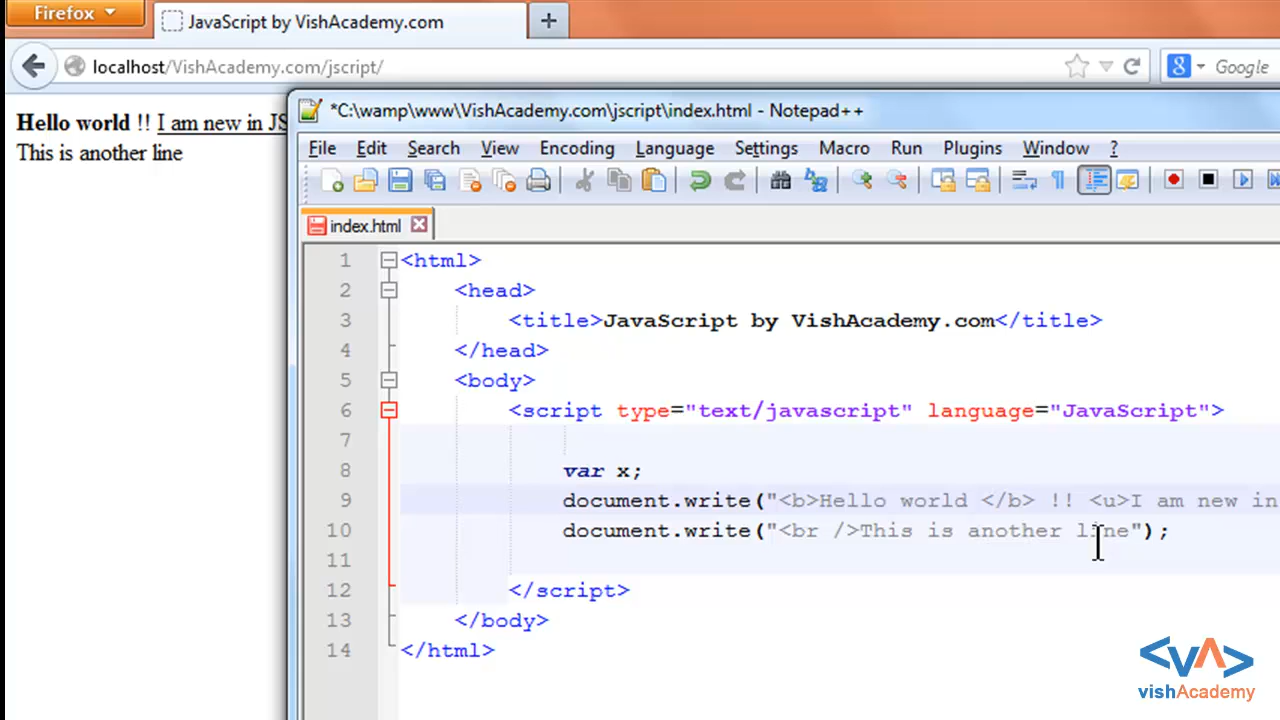 Firefox
JavaScript by VishAcademy.com
localhost/VishAcademy.com/jscript/
Google
Hello world !! I am new in JS
This is another line
*C:\wamp\www\VishAcademy.com\jscript\index.html - Notepad++
File Edit Search View Encoding Language Settings Macro Run Plugins Window ?
index.html
1 <html>
2 <head>
3 <title>JavaScript by VishAcademy.com</title>
4 </head>
5 <body>
6 <script type="text/javascript" language="JavaScript">
7
8 var x;
9 document.write("<b>Hello world </b> !! <u>I am new in
10 document.write("<br />This is another line");
11
12 </script>
13 </body>
14 </html>
<VA>
vishAcademy